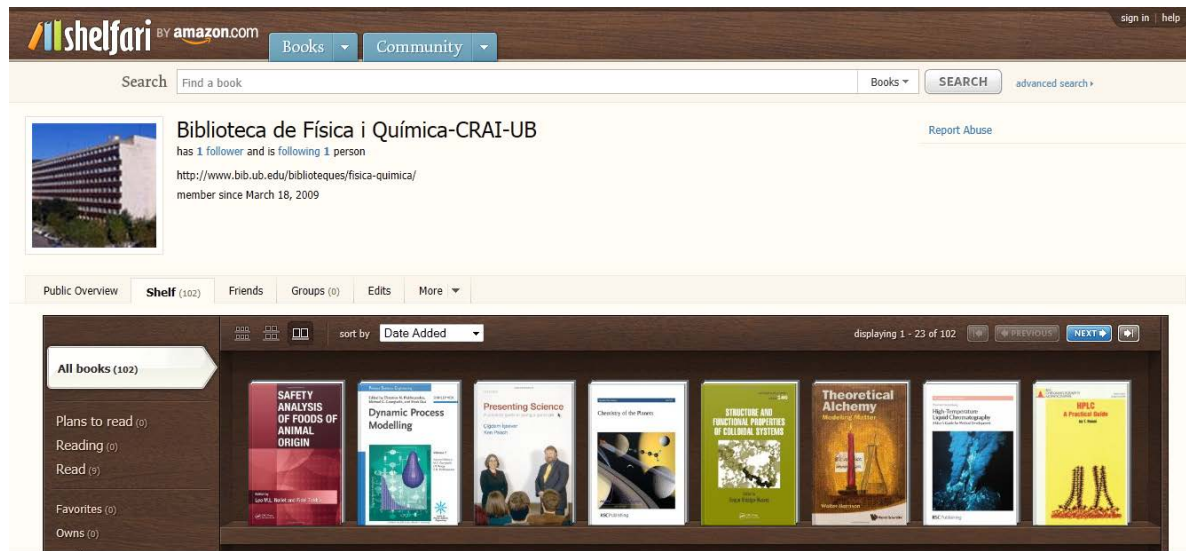 sign in | help
shelfari BY amazon.com
Books Community
Search Find a book Books SEARCH advanced search
Biblioteca de Física i Química-CRAI-UB
Report Abuse
has 1 follower and is following 1 person
http://www.bib.ub.edu/biblioteques/fisica-quimica/
member since March 18, 2009
Public Overview Shelf (102) Friends Groups (0) Edits More
sort by Date Added displaying 1 - 23 of 102 PREVIOUS NEXT
All books (102)
Plans to read (0)
Reading (0)
Read (9)
Favorites (0)
Owns (0)
SAFETY
ANALYSIS
OF FOODS OF
ANIMAL
ORIGIN
Dynamic Process
Modelling
Presenting Science
Chemistry of the Planets
STRUCTURE AND
FUNCTIONAL PROPERTIES
OF COLLOIDAL SYSTEMS
Theoretical
Alchemy
Modeling Matter
Walter Harrison
High-Temperature
Liquid Chromatography
RSC Publishing
HPLC
A Practical Guide